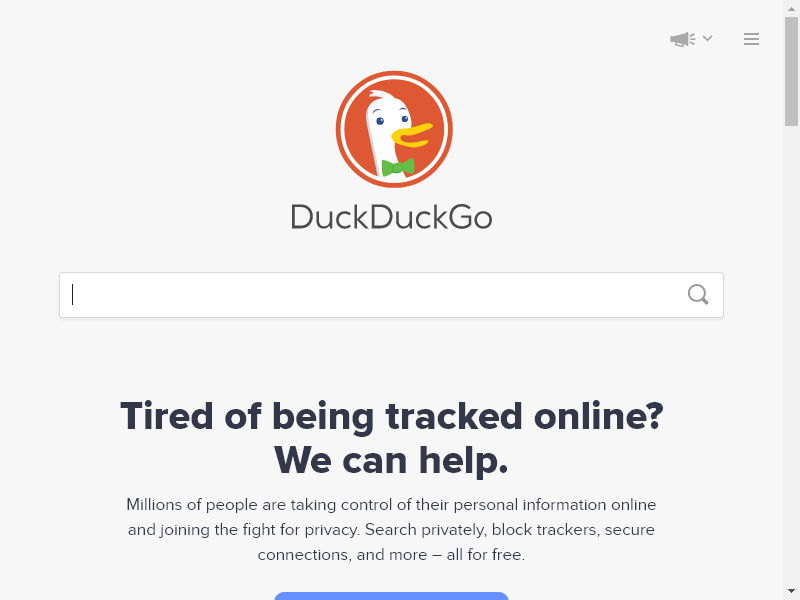 DuckDuckGo
Tired of being tracked online?
We can help.
Millions of people are taking control of their personal information online
and joining the fight for privacy. Search privately, block trackers, secure
connections, and more – all for free.